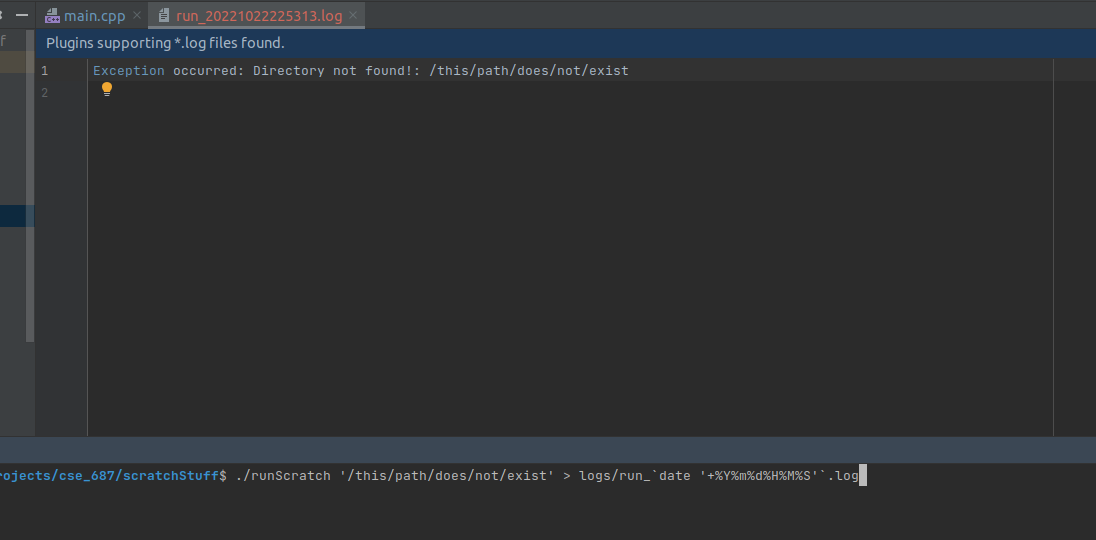 main.cpp
run_20221022225313.log
Plugins supporting *.log files found.
1 Exception occurred: Directory not found!: /this/path/does/not/exist
2
rojects/cse_687/scratchStuff$ ./runScratch '/this/path/does/not/exist' > logs/run_`date '+%Y%m%d%H%M%S'`.log